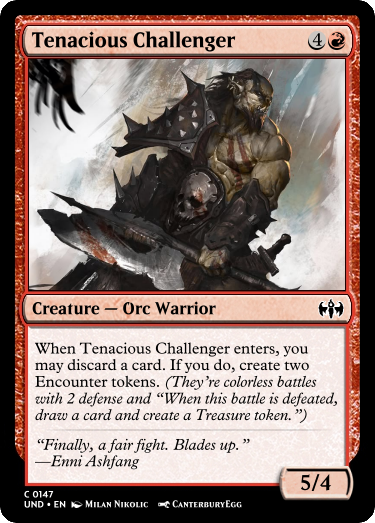 Tenacious Challenger 4
Creature — Orc Warrior
When Tenacious Challenger enters, you
may discard a card. If you do, create two
Encounter tokens. (They're colorless battles
with 2 defense and “When this battle is defeated,
draw a card and create a Treasure token.”)
“Finally, a fair fight. Blades up.”
—Enni Ashfang
5/4
C 0147
UND • EN Milan Nikolic CanterburyEgg